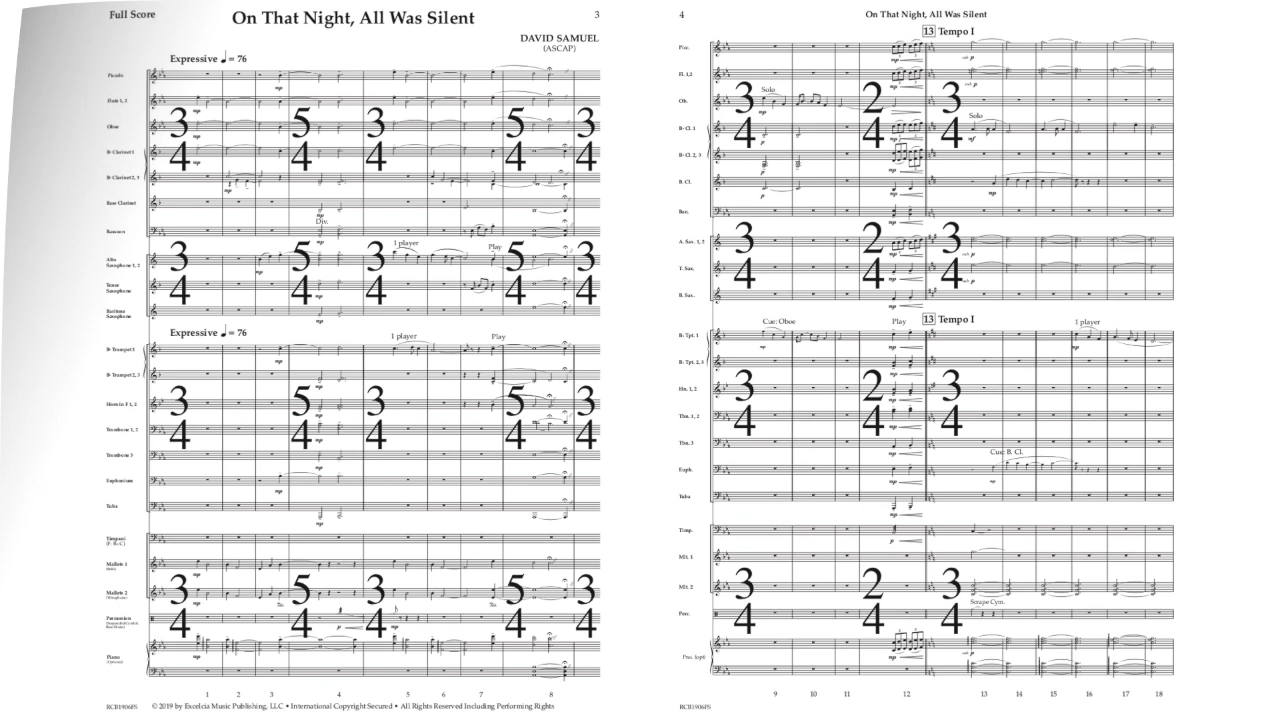 Full Score
On That Night, All Was Silent
3
DAVID SAMUEL
(ASCAP)
Expressive ♩ = 76
Piccolo
Flute 1, 2
Oboe
B♭ Clarinet 1
B♭ Clarinet 2, 3
Bass Clarinet
Bassoon
Div.
Alto
Saxophone 1, 2
1 player
Play
Tenor
Saxophone
Baritone
Saxophone
Expressive ♩ = 76
1 player
Play
B♭ Trumpet 1
B♭ Trumpet 2, 3
Horn in F 1, 2
Trombone 1, 2
Trombone 3
Euphonium
Tuba
Timpani
Mallets 1
Mallets 2
Percussion
Piano
1 2 3 4 5 6 7 8
RCB1906FS © 2019 by Excelcia Music Publishing, LLC • International Copyright Secured • All Rights Reserved Including Performing Rights
4
On That Night, All Was Silent
13 Tempo I
Picc.
Fl. 1,2
Ob.
Solo
B♭ Cl. 1
Solo
B♭ Cl. 2, 3
B. Cl.
Bsn.
A. Sax. 1, 2
T. Sax.
B. Sax.
Cue: Oboe
Play
13 Tempo I
1 player
B♭ Tpt. 1
B♭ Tpt. 2, 3
Hn. 1, 2
Tbn. 1, 2
Tbn. 3
Cue: B. Cl.
Euph.
Tuba
Timp.
Mlt. 1
Mlt. 2
Scrape Cym.
Perc.
Pno. (opt)
9 10 11 12 13 14 15 16 17 18
RCB1906FS